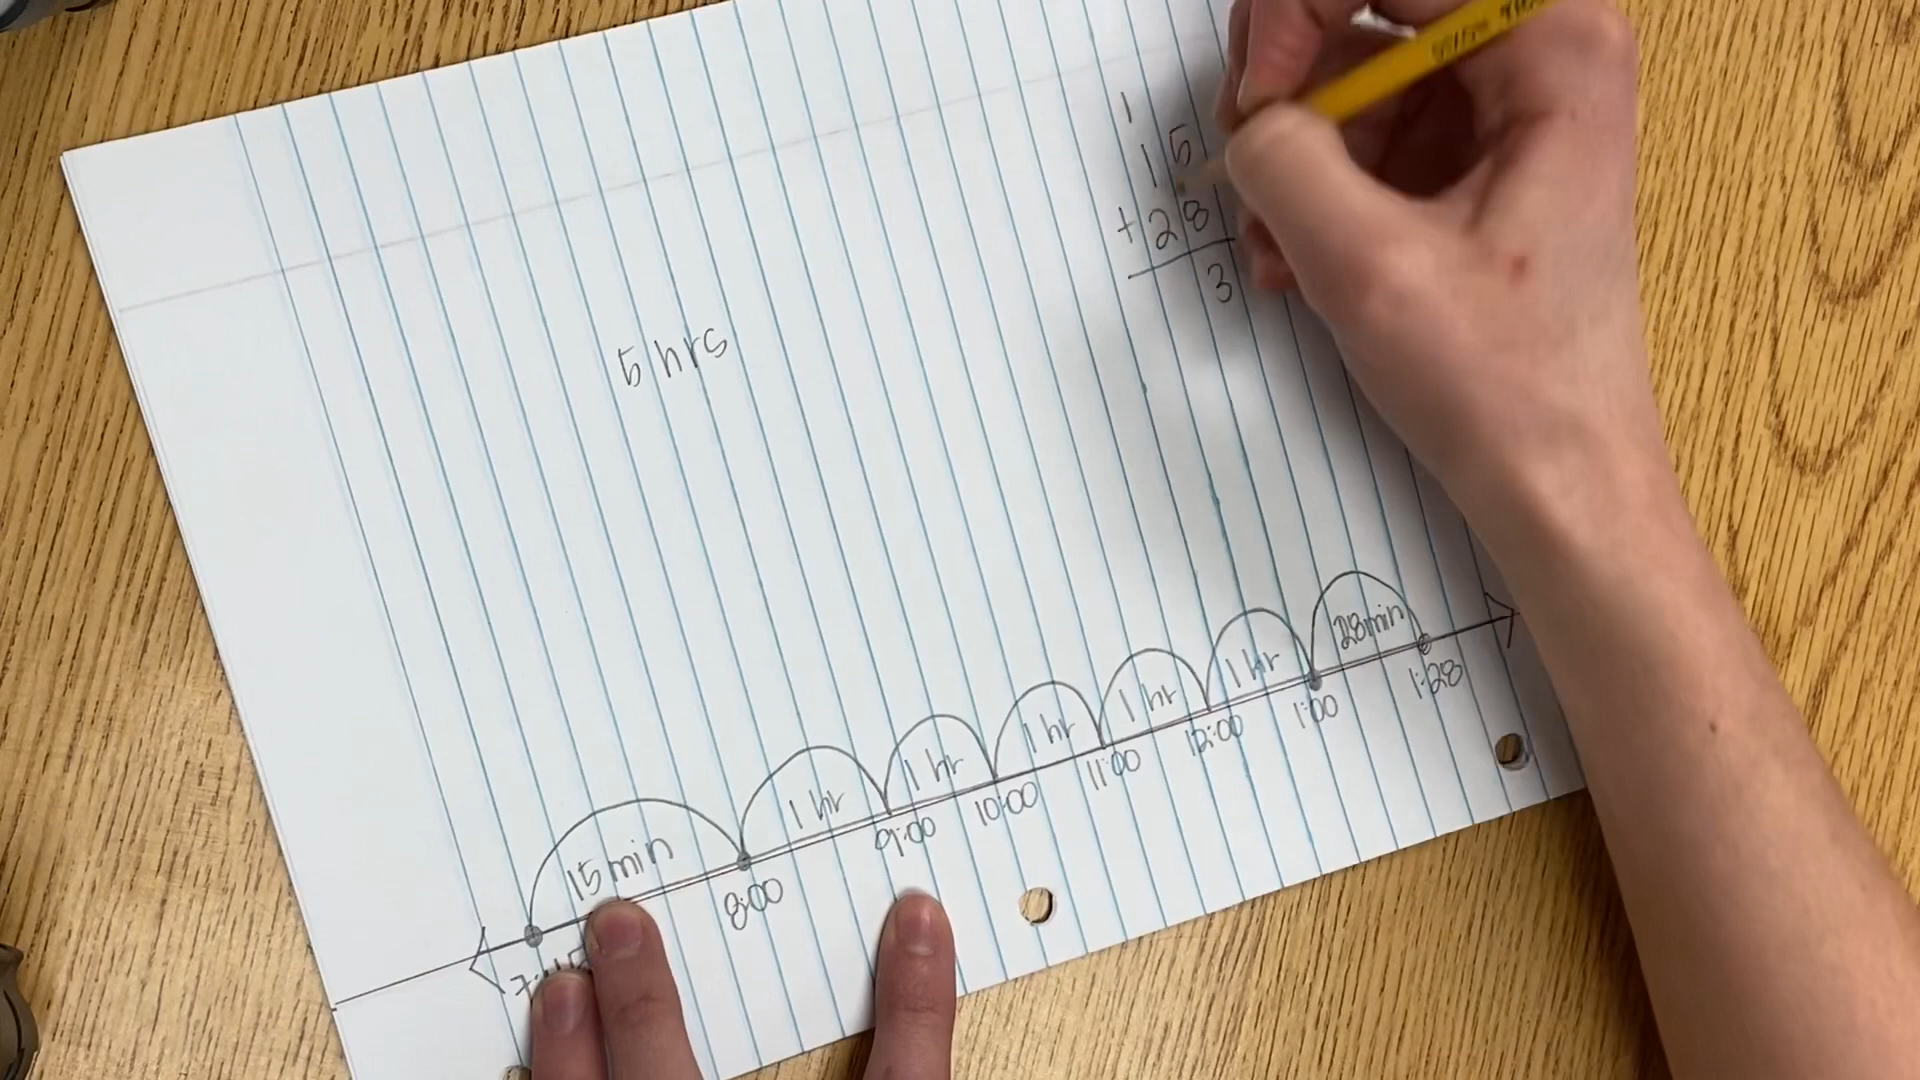 1
15
+ 28
3
5 hrs
15 min 1 hr 1 hr 1 hr 1 hr 1 hr 28 min
8:00 9:00 10:00 11:00 12:00 1:00 1:28